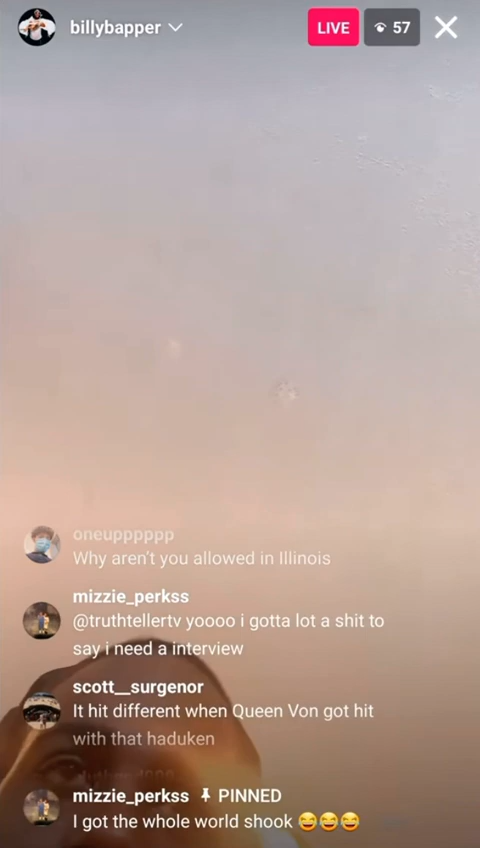 billybapper
LIVE
57
oneupppppp
Why aren't you allowed in Illinois
mizzie_perkss
@truthtellertv yoooo i gotta lot a shit to
say i need a interview
scott__surgenor
It hit different when Queen Von got hit
with that haduken
mizzie_perkss PINNED
I got the whole world shook 😂😂😂